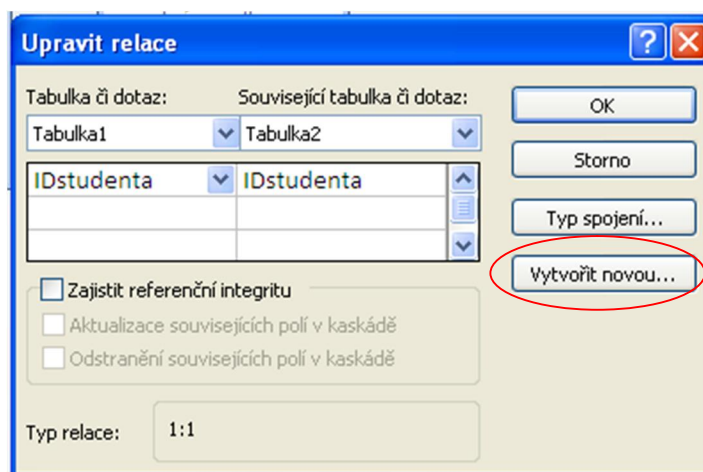 Upravit relace
Tabulka či dotaz: Související tabulka či dotaz:
Tabulka1 Tabulka2
IDstudenta IDstudenta
Zajistit referenční integritu
Aktualizace souvisejících polí v kaskádě
Odstranění souvisejících polí v kaskádě
Typ relace: 1:1
OK
Storno
Typ spojení...
Vytvořit novou...